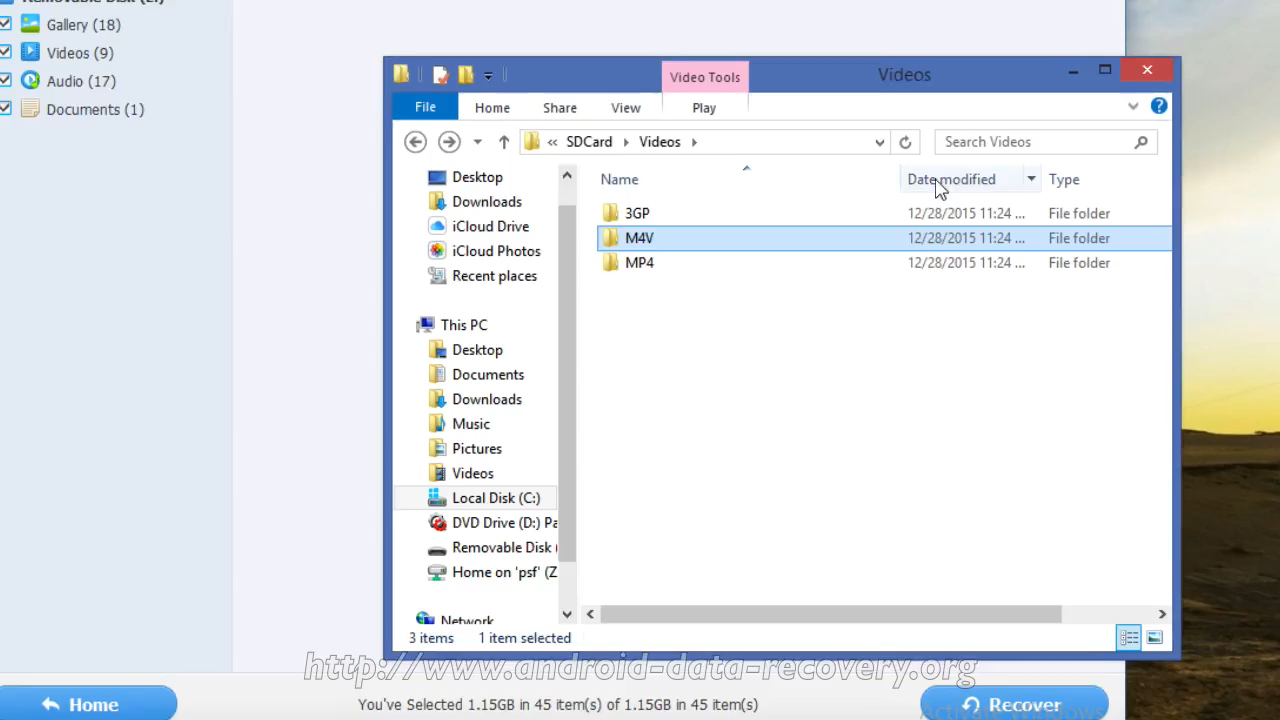 Removable Disk (E:)
Gallery (18)
Videos (9)
Audio (17)
Documents (1)
Video Tools
Videos
File
Home
Share
View
Play
« SDCard
Videos
Search Videos
Name
Date modified
Type
3GP
12/28/2015 11:24 ...
File folder
M4V
12/28/2015 11:24 ...
File folder
MP4
12/28/2015 11:24 ...
File folder
Desktop
Downloads
iCloud Drive
iCloud Photos
Recent places
This PC
Desktop
Documents
Downloads
Music
Pictures
Videos
Local Disk (C:)
DVD Drive (D:) Pa
Removable Disk (
Home on 'psf' (Z
Network
3 items
1 item selected
http://www.android-data-recovery.org
Home
You've Selected 1.15GB in 45 item(s) of 1.15GB in 45 item(s)
Recover
Activate Windows